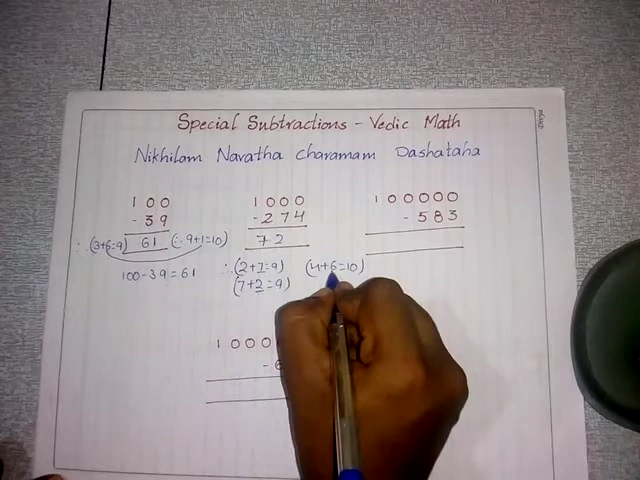 Special Subtractions - Vedic Math
Nikhilam Navatha Charamam Dashataha
100
- 39
∴ (3+6=9) 61 (∵ 9+1=10)
100-39=61
1000
- 274
72
∴ (2+7=9) (4+6=10)
(7+2=9)
100000
- 583
1000
- 6